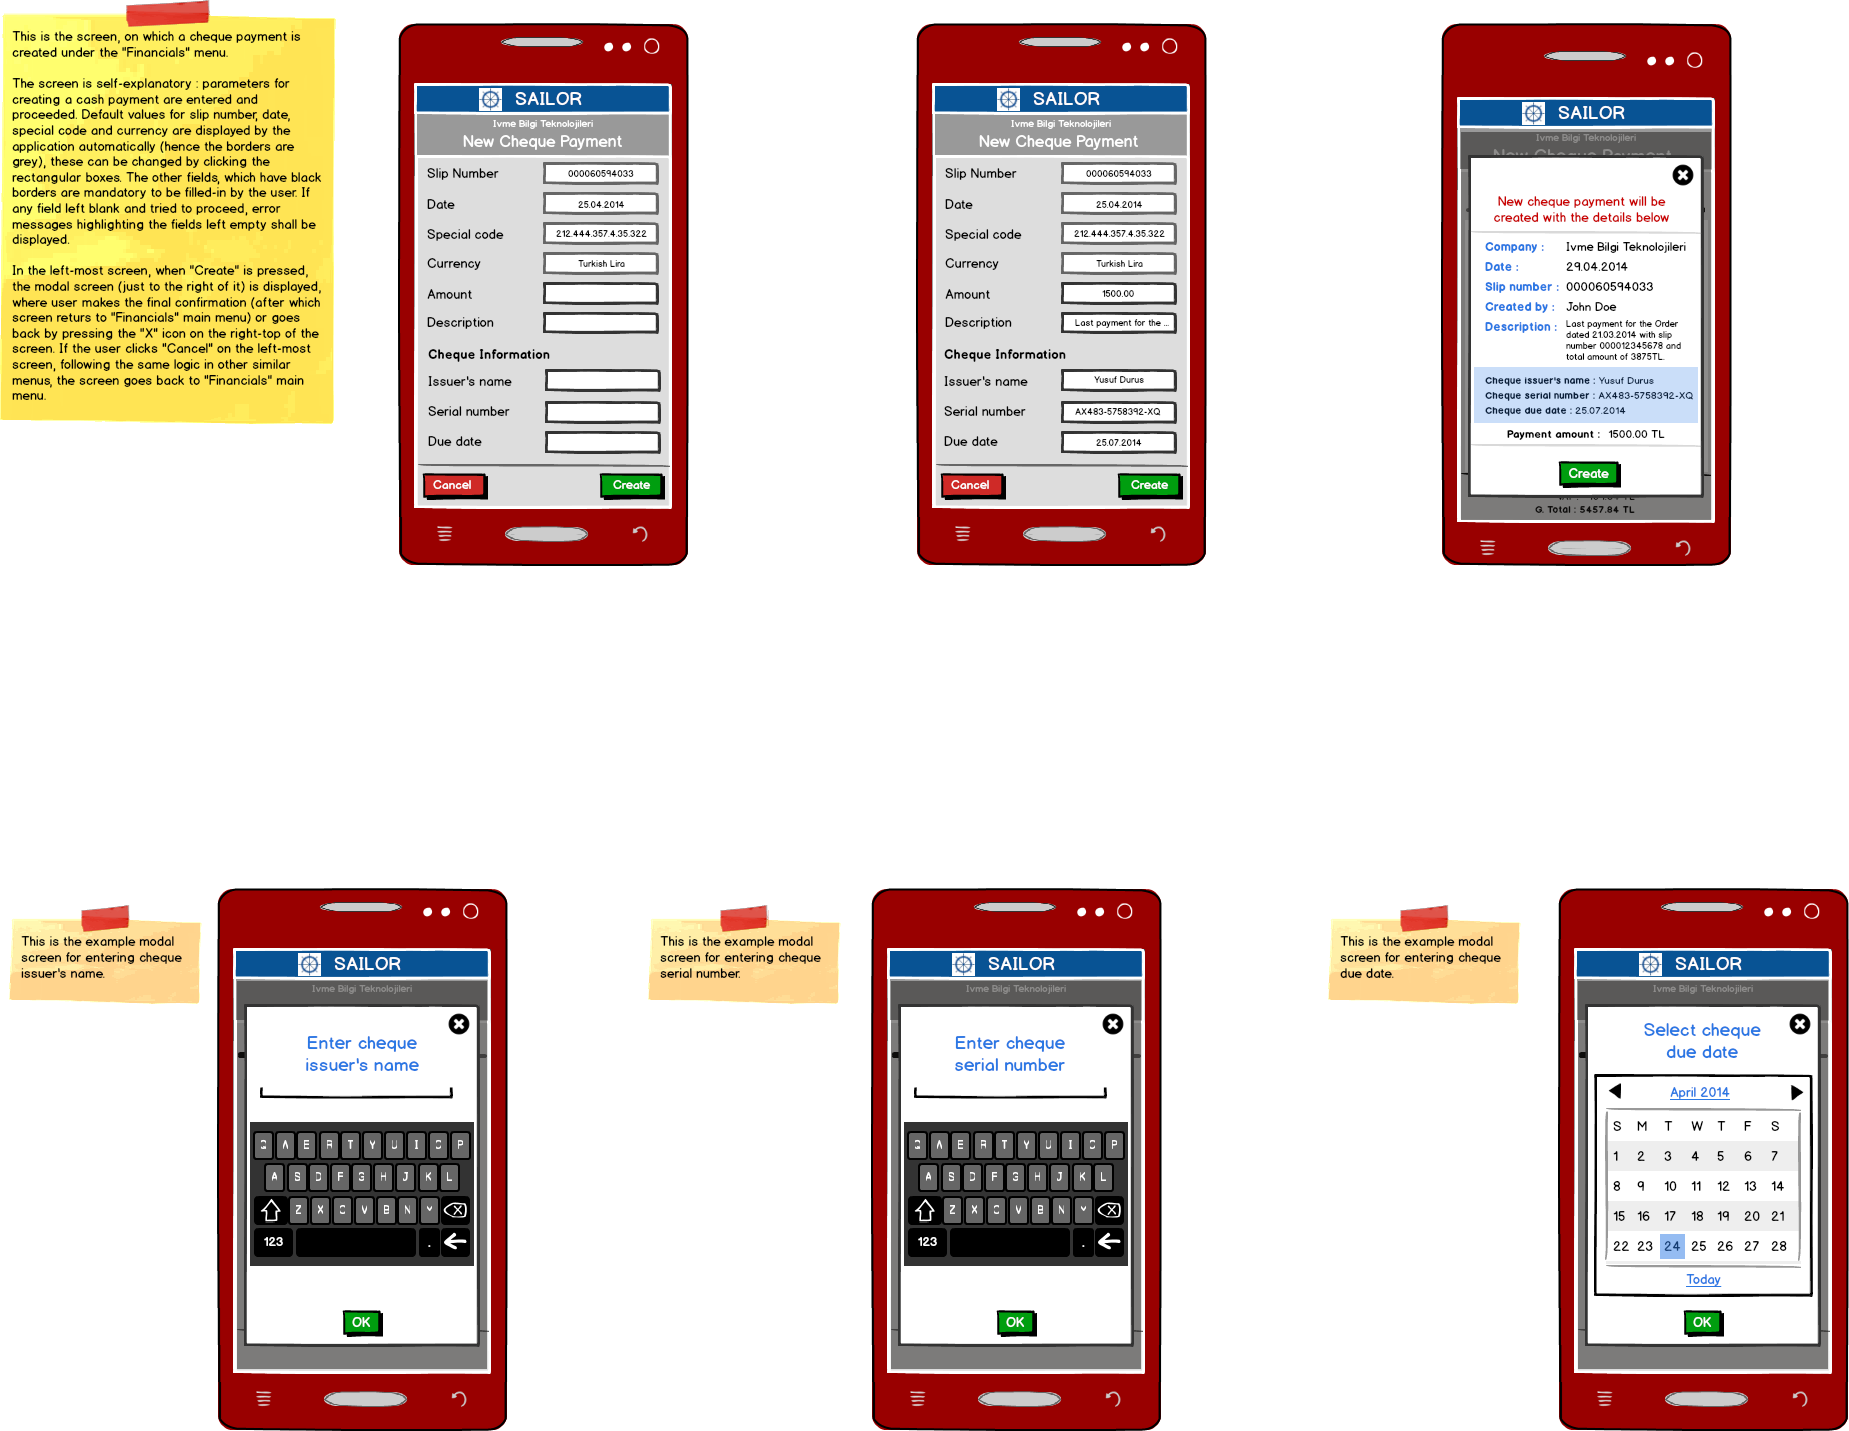 This is the screen, on which a cheque payment is
created under the "Financials" menu.
The screen is self-explanatory : parameters for
creating a cash payment are entered and
proceeded. Default values for slip number, date,
special code and currency are displayed by the
application automatically (hence the borders are
grey), these can be changed by clicking the
rectangular boxes. The other fields, which have black
borders are mandatory to be filled-in by the user. If
any field left blank and tried to proceed, error
messages highlighting the fields left empty shall be
displayed.
In the left-most screen, when "Create" is pressed,
the modal screen (just to the right of it) is displayed,
where user makes the final confirmation (after which
screen returs to "Financials" main menu) or goes
back by pressing the "X" icon on the right-top of the
screen. If the user clicks "Cancel" on the left-most
screen, following the same logic in other similar
menus, the screen goes back to "Financials" main
menu.
SAILOR
Ivme Bilgi Teknolojileri
New Cheque Payment
Slip Number 000060594033
Date 25.04.2014
Special code 212.444.357.4.35.322
Currency Turkish Lira
Amount
Description
Cheque Information
Issuer's name
Serial number
Due date
Cancel Create
SAILOR
Ivme Bilgi Teknolojileri
New Cheque Payment
Slip Number 000060594033
Date 25.04.2014
Special code 212.444.357.4.35.322
Currency Turkish Lira
Amount 1500.00
Description Last payment for the ...
Cheque Information
Issuer's name Yusuf Durus
Serial number AX483-5758392-XQ
Due date 25.07.2014
Cancel Create
SAILOR
Ivme Bilgi Teknolojileri
New Cheque Payment
New cheque payment will be
created with the details below
Company : Ivme Bilgi Teknolojileri
Date : 29.04.2014
Slip number : 000060594033
Created by : John Doe
Description : Last payment for the Order
dated 21.03.2014 with slip
number 000012345678 and
total amount of 3875TL.
Cheque issuer's name : Yusuf Durus
Cheque serial number : AX483-5758392-XQ
Cheque due date : 25.07.2014
Payment amount : 1500.00 TL
Create
G. Total : 5457.84 TL
This is the example modal
screen for entering cheque
issuer's name.
SAILOR
Ivme Bilgi Teknolojileri
Enter cheque
issuer's name
E R T Y U I P
A S D F G H J K L
Z X C V B N
123 .
OK
This is the example modal
screen for entering cheque
serial number.
SAILOR
Ivme Bilgi Teknolojileri
Enter cheque
serial number
E R T Y U I P
A S D F G H J K L
Z X C V B N
123 .
OK
This is the example modal
screen for entering cheque
due date.
SAILOR
Ivme Bilgi Teknolojileri
Select cheque
due date
April 2014
S M T W T F S
1 2 3 4 5 6 7
8 9 10 11 12 13 14
15 16 17 18 19 20 21
22 23 24 25 26 27 28
Today
OK